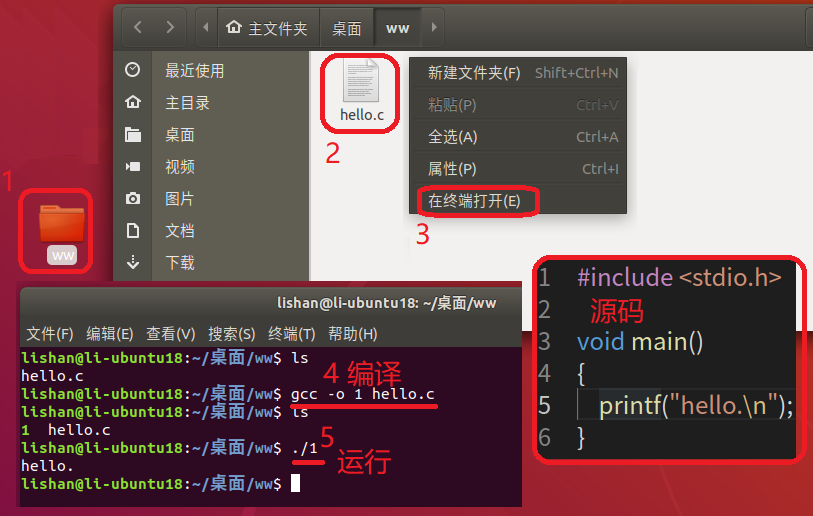 主文件夹 桌面 ww
最近使用
主目录
桌面
视频
图片
文档
下载
hello.c
2
新建文件夹(F) Shift+Ctrl+N
粘贴(P) Ctrl+V
全选(A) Ctrl+A
属性(P) Ctrl+I
在终端打开(E)
3
1
ww
lishan@li-ubuntu18: ~/桌面/ww
文件(F) 编辑(E) 查看(V) 搜索(S) 终端(T) 帮助(H)
lishan@li-ubuntu18:~/桌面/ww$ ls
hello.c
4 编译
lishan@li-ubuntu18:~/桌面/ww$ gcc -o 1 hello.c
lishan@li-ubuntu18:~/桌面/ww$ ls
1 hello.c
5
lishan@li-ubuntu18:~/桌面/ww$ ./1
运行
hello.
lishan@li-ubuntu18:~/桌面/ww$
1 #include <stdio.h>
2 源码
3 void main()
4 {
5 printf("hello.\n");
6 }